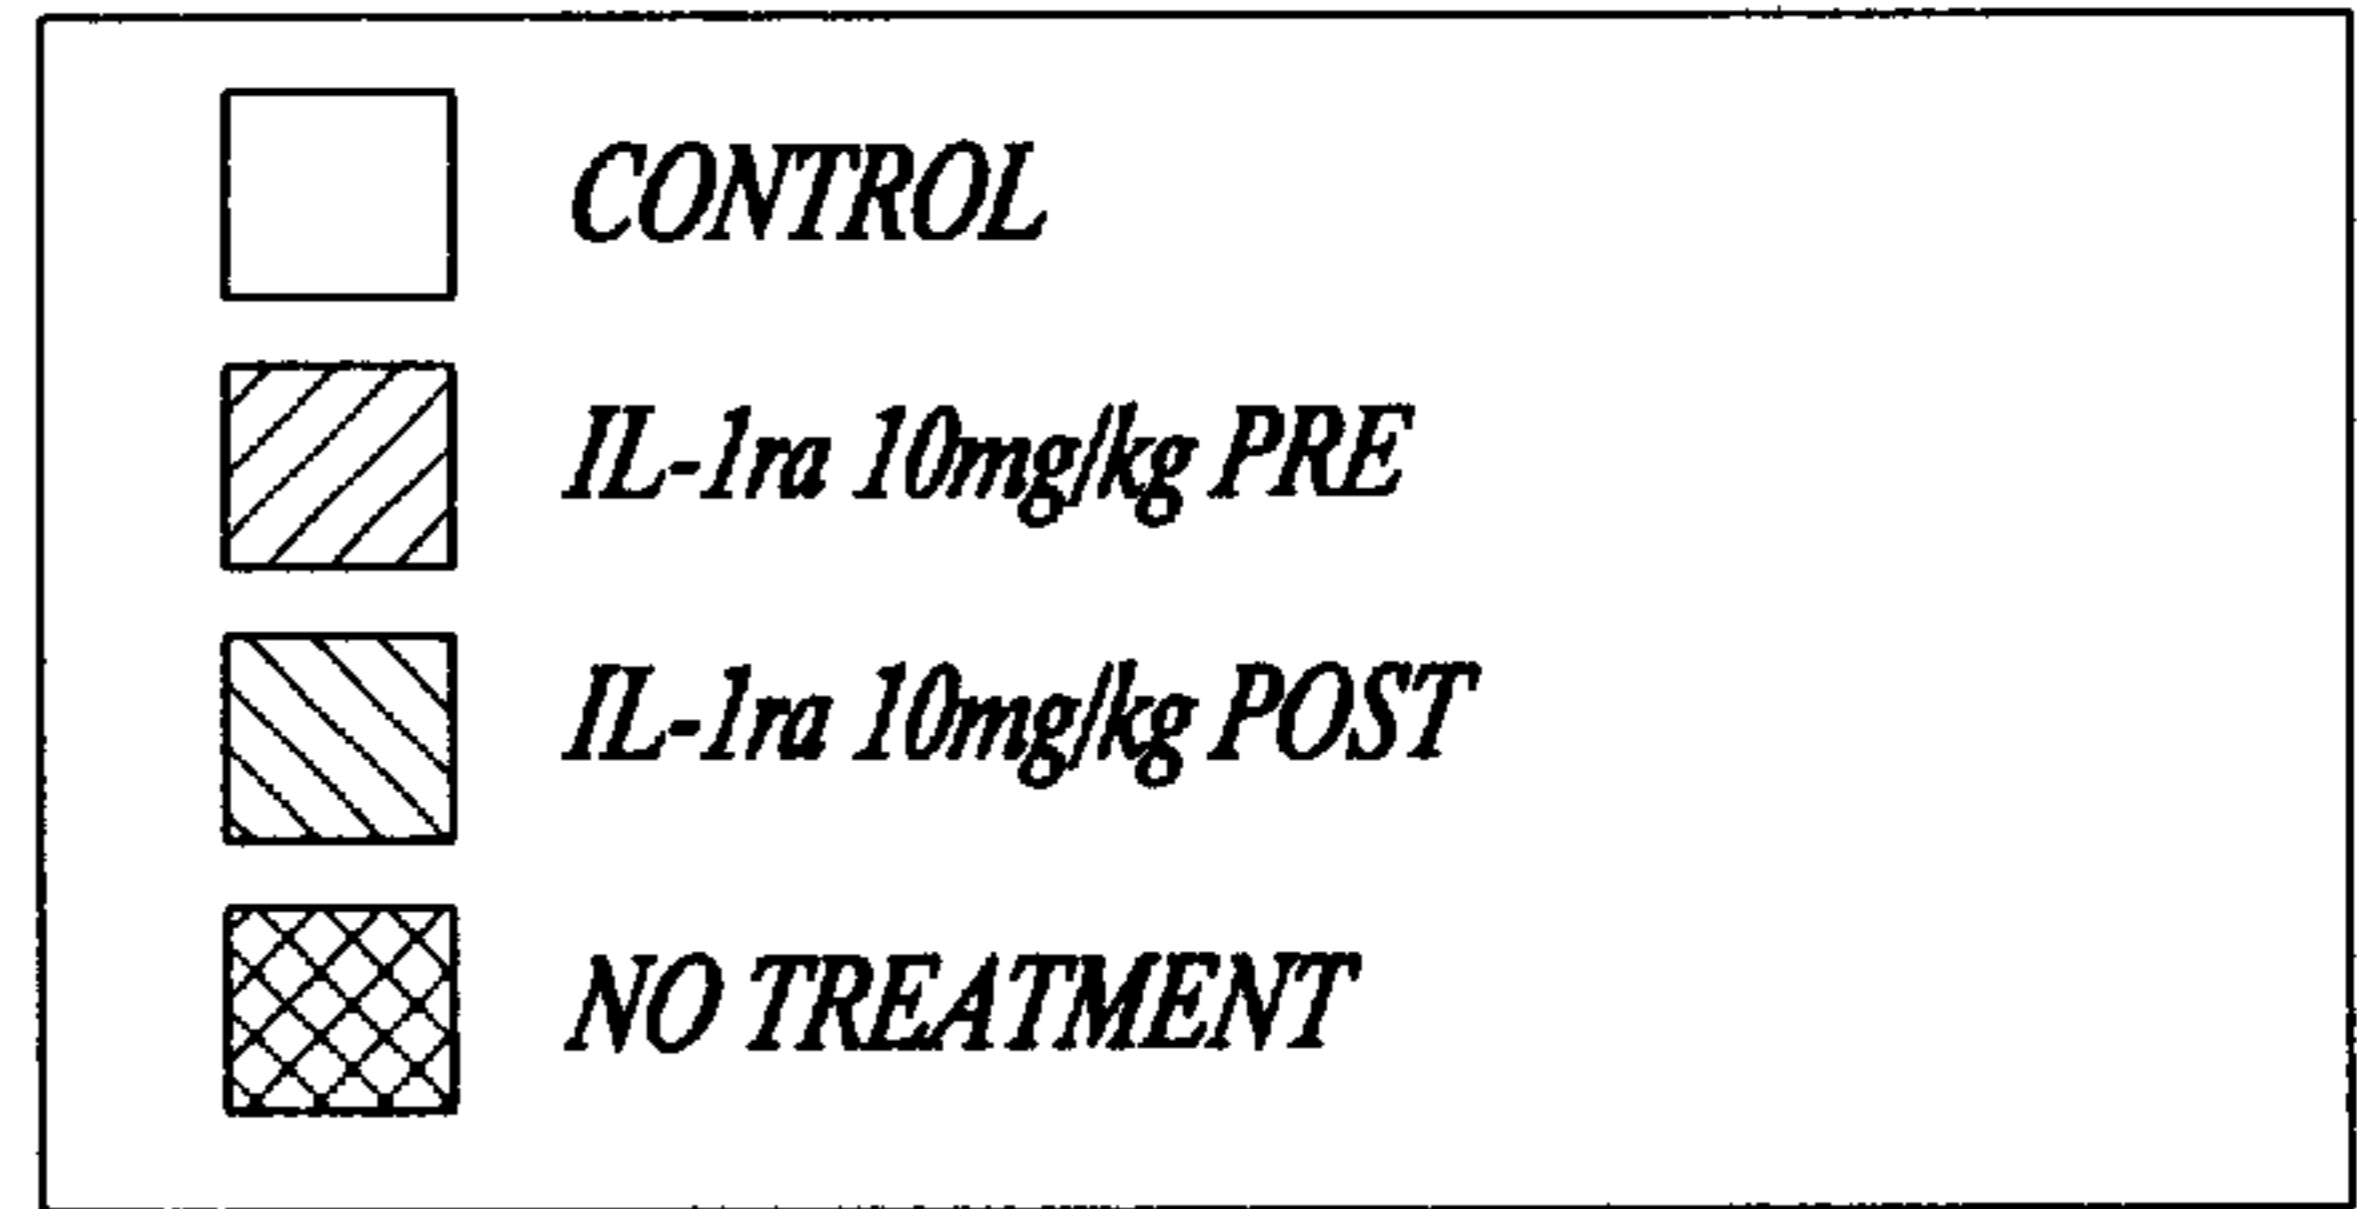 CONTROL
IL-1ra 10mg/kg PRE
IL-1ra 10mg/kg POST
NO TREATMENT